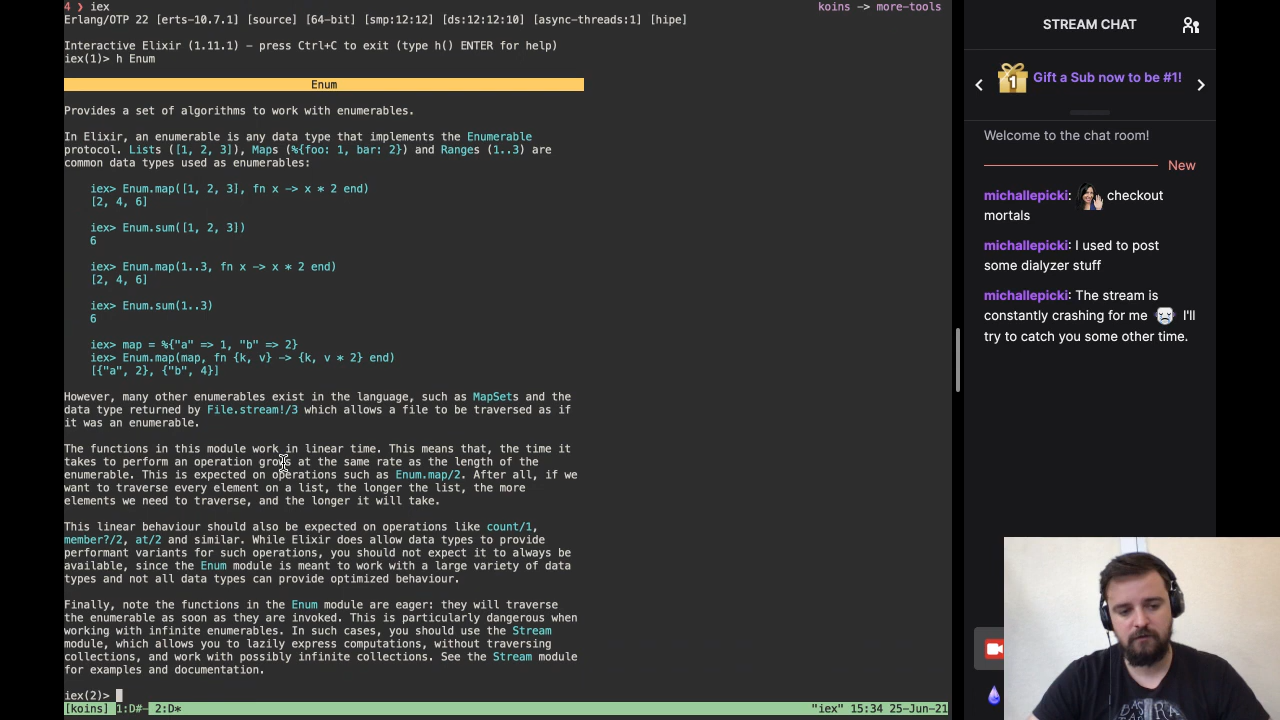 4 ❯ iex
koins -> more-tools
Erlang/OTP 22 [erts-10.7.1] [source] [64-bit] [smp:12:12] [ds:12:12:10] [async-threads:1] [hipe]
Interactive Elixir (1.11.1) - press Ctrl+C to exit (type h() ENTER for help)
iex(1)> h Enum
Enum
Provides a set of algorithms to work with enumerables.
In Elixir, an enumerable is any data type that implements the Enumerable
protocol. Lists ([1, 2, 3]), Maps (%{foo: 1, bar: 2}) and Ranges (1..3) are
common data types used as enumerables:
iex> Enum.map([1, 2, 3], fn x -> x * 2 end)
[2, 4, 6]
iex> Enum.sum([1, 2, 3])
6
iex> Enum.map(1..3, fn x -> x * 2 end)
[2, 4, 6]
iex> Enum.sum(1..3)
6
iex> map = %{"a" => 1, "b" => 2}
iex> Enum.map(map, fn {k, v} -> {k, v * 2} end)
[{"a", 2}, {"b", 4}]
However, many other enumerables exist in the language, such as MapSets and the
data type returned by File.stream!/3 which allows a file to be traversed as if
it was an enumerable.
The functions in this module work in linear time. This means that, the time it
takes to perform an operation grows at the same rate as the length of the
enumerable. This is expected on operations such as Enum.map/2. After all, if we
want to traverse every element on a list, the longer the list, the more
elements we need to traverse, and the longer it will take.
This linear behaviour should also be expected on operations like count/1,
member?/2, at/2 and similar. While Elixir does allow data types to provide
performant variants for such operations, you should not expect it to always be
available, since the Enum module is meant to work with a large variety of data
types and not all data types can provide optimized behaviour.
Finally, note the functions in the Enum module are eager: they will traverse
the enumerable as soon as they are invoked. This is particularly dangerous when
working with infinite enumerables. In such cases, you should use the Stream
module, which allows you to lazily express computations, without traversing
collections, and work with possibly infinite collections. See the Stream module
for examples and documentation.
iex(2)>
[koins] 1:D#- 2:D*
"iex" 15:34 25-Jun-21
STREAM CHAT
1
Gift a Sub now to be #1!
Welcome to the chat room!
New
michallepicki: checkout
mortals
michallepicki: I used to post
some dialyzer stuff
michallepicki: The stream is
constantly crashing for me I'll
try to catch you some other time.